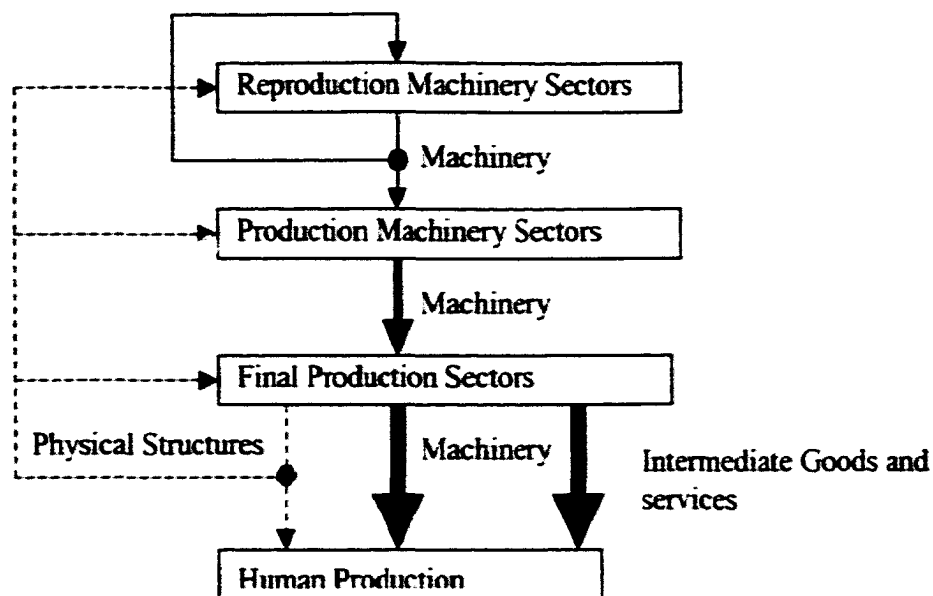 Reproduction Machinery Sectors
Machinery
Production Machinery Sectors
Machinery
Final Production Sectors
Physical Structures
Machinery
Intermediate Goods and
services
Human Production